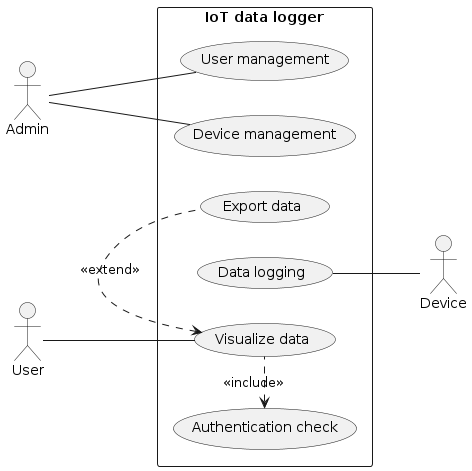 IoT data logger
User management
Admin
Device management
Export data
«extend»
Data logging
Device
Visualize data
User
«include»
Authentication check